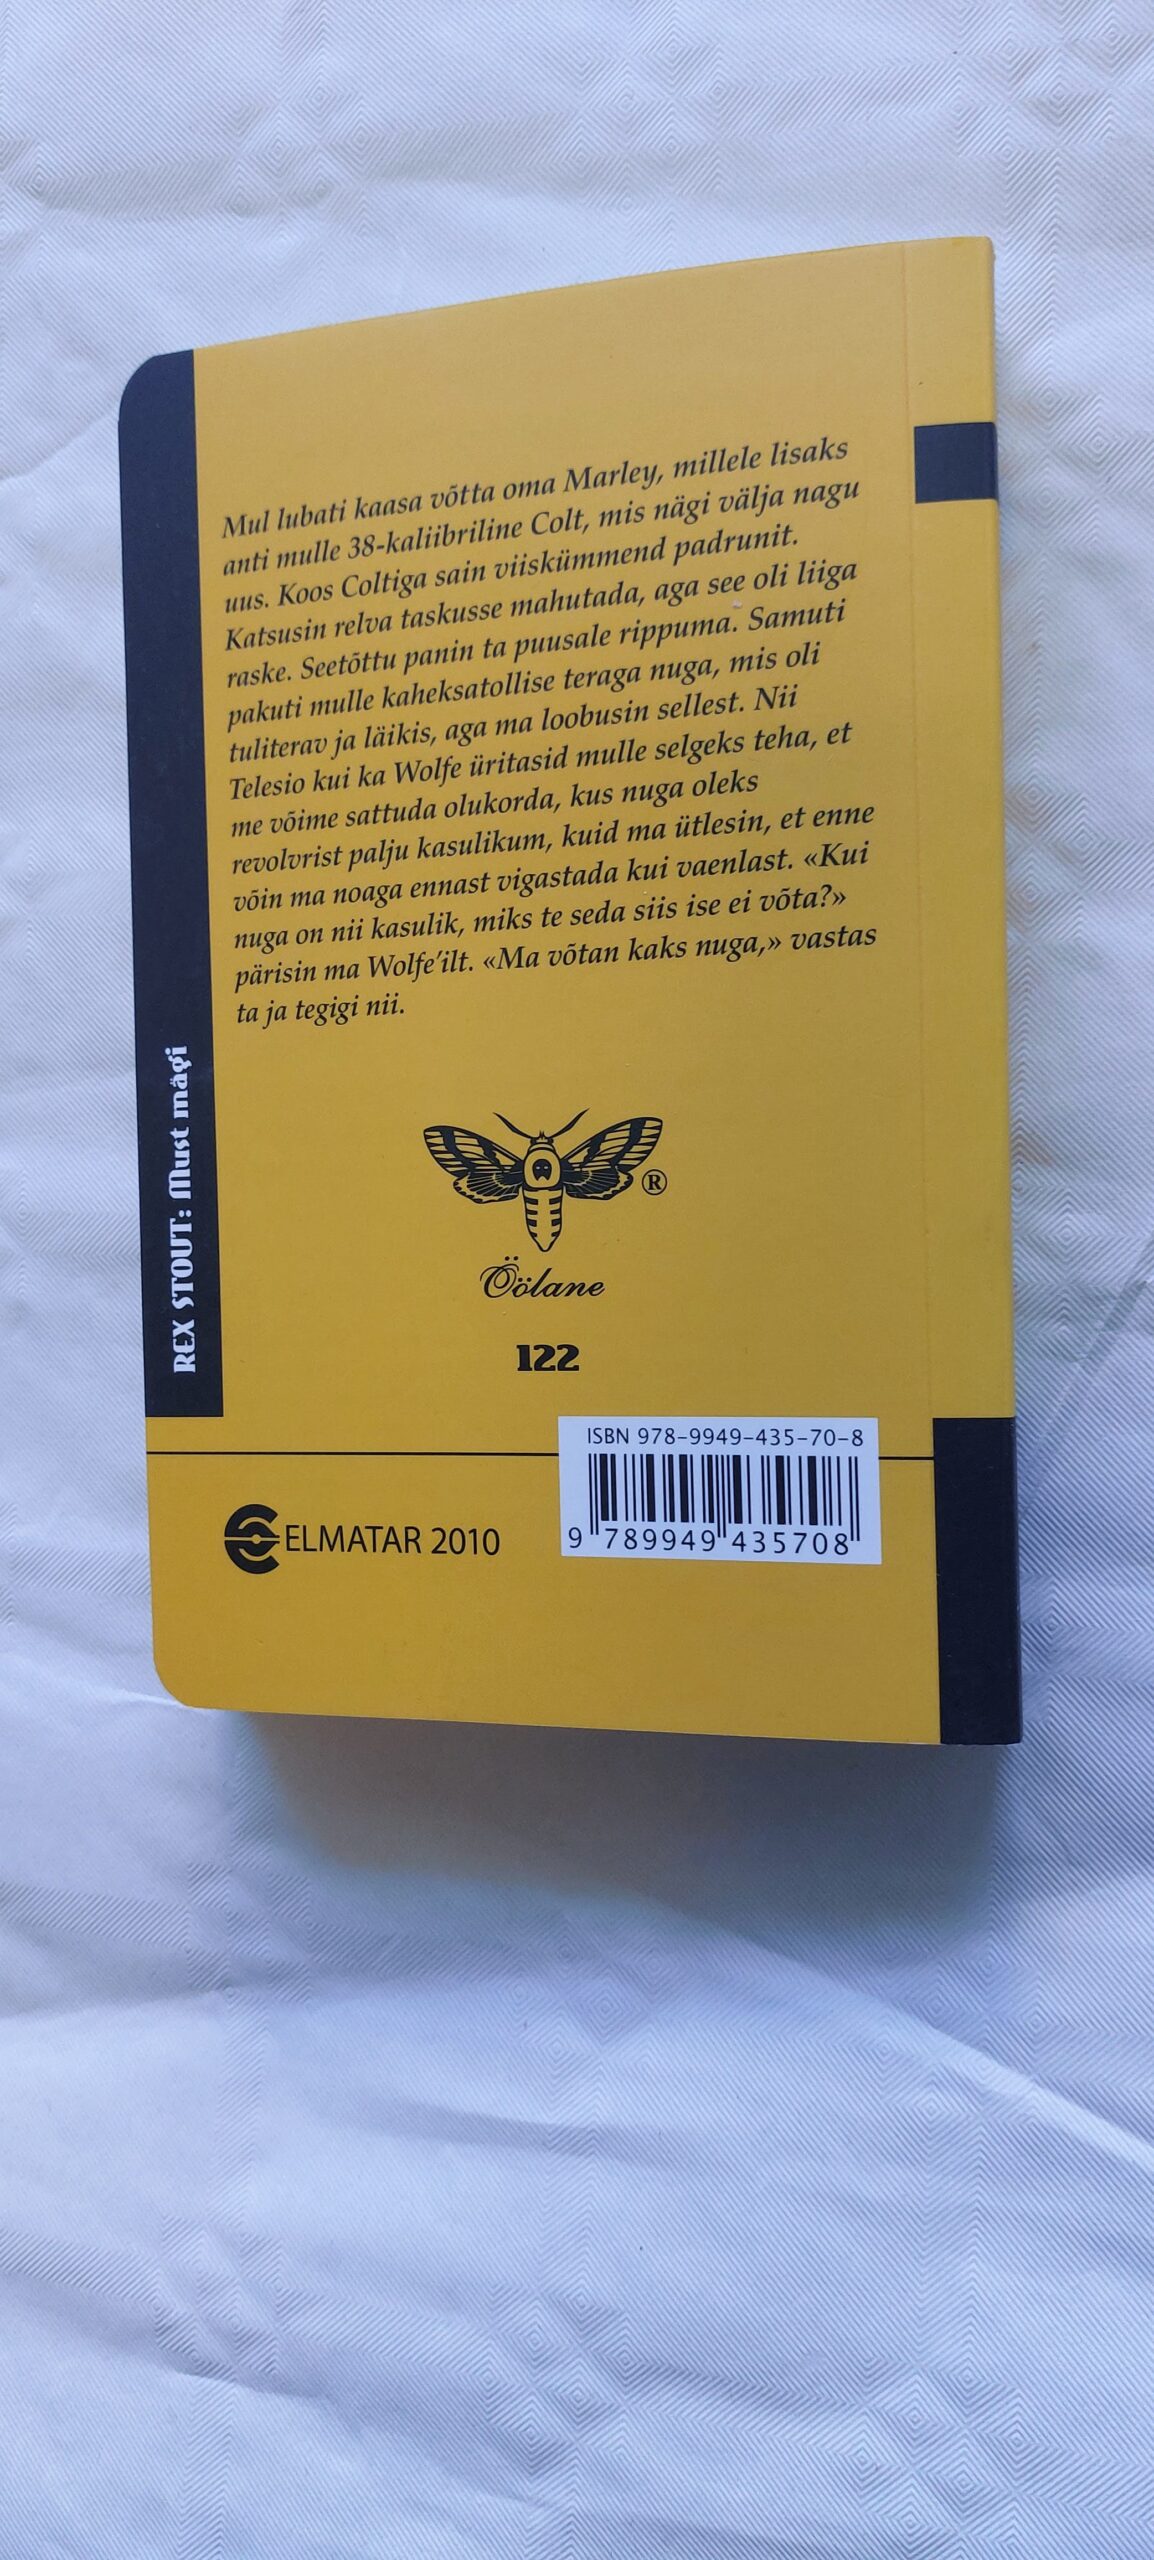 Mul lubati kaasa võtta oma Marley, millele lisaks
anti mulle 38-kaliibriline Colt, mis nägi välja nagu
uus. Koos Coltiga sain viiskümmend padrunit.
Katsusin relva taskusse mahutada, aga see oli liiga
raske. Seetõttu panin ta puusale rippuma. Samuti
pakuti mulle kaheksatollise teraga nuga, mis oli
tuliterav ja läikis, aga ma loobusin sellest. Nii
Telesio kui ka Wolfe üritasid mulle selgeks teha, et
me võime sattuda olukorda, kus nuga oleks
revolvrist palju kasulikum, kuid ma ütlesin, et enne
võin ma noaga ennast vigastada kui vaenlast. «Kui
nuga on nii kasulik, miks te seda siis ise ei võta?»
pärisin ma Wolfe’ilt. «Ma võtan kaks nuga,» vastas
ta ja tegigi nii.
REX STOUT: Must mägi
®
Öölane
122
ISBN 978-9949-435-70-8
9 789949 435708
ELMATAR 2010